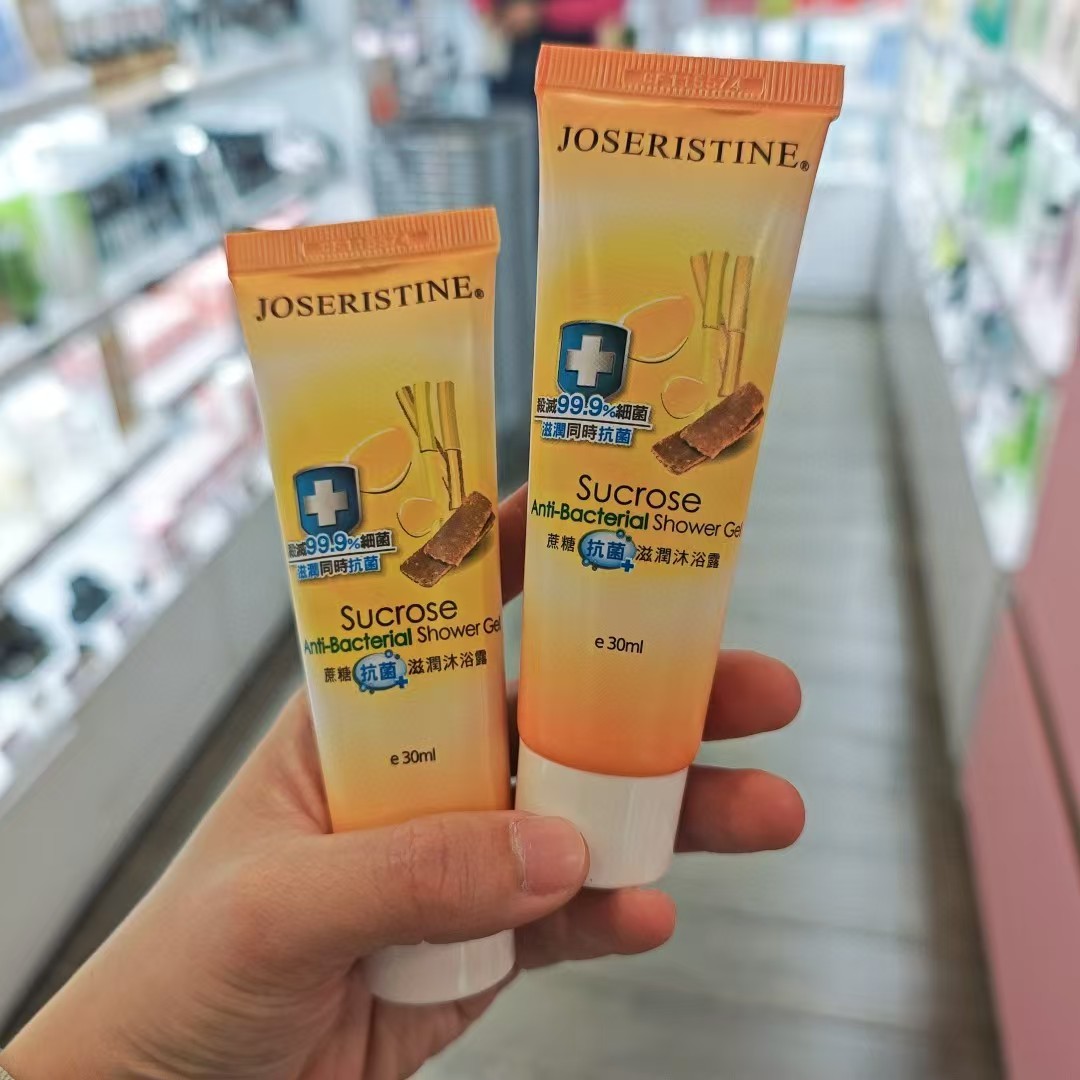 JOSERISTINE®
殺滅99.9%細菌
滋潤同時抗菌
Sucrose
Anti-Bacterial Shower Gel
蔗糖 抗菌+ 滋潤沐浴露
e 30ml
JOSERISTINE®
殺滅99.9%細菌
滋潤同時抗菌
Sucrose
Anti-Bacterial Shower Gel
蔗糖 抗菌+ 滋潤沐浴露
e 30ml